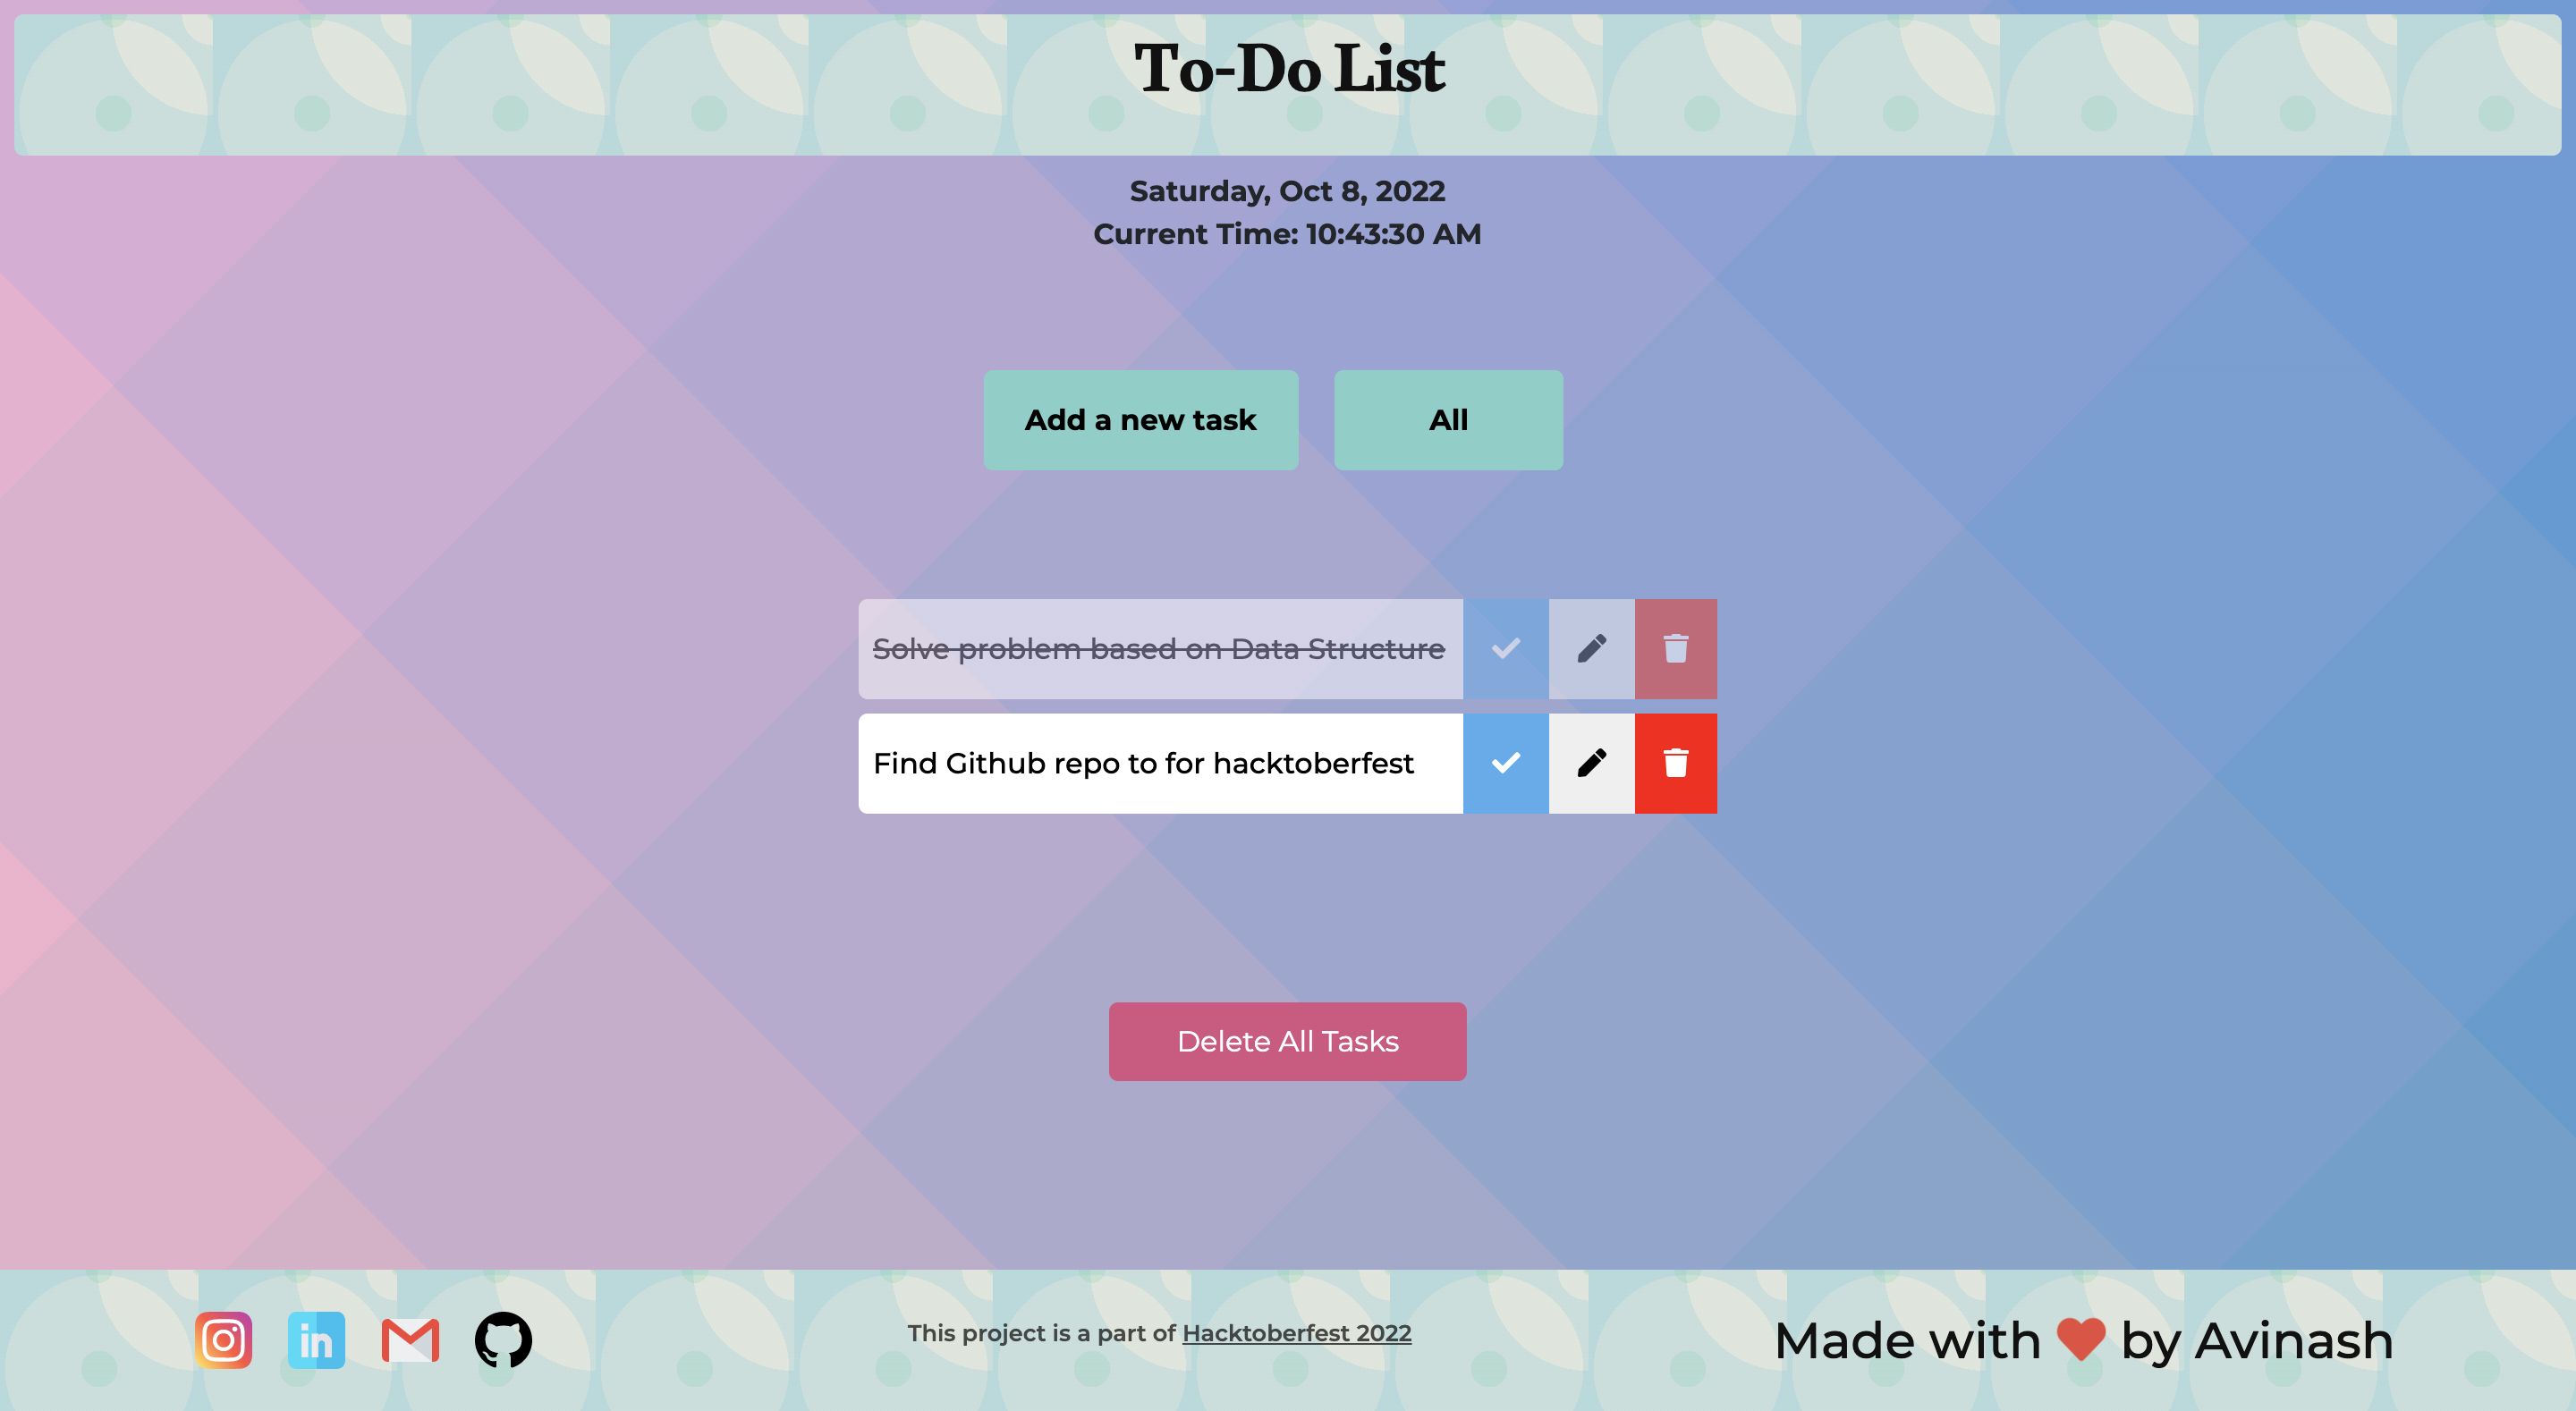 To-Do List
Saturday, Oct 8, 2022
Current Time: 10:43:30 AM
Add a new task
All
Solve problem based on Data Structure
Find Github repo to for hacktoberfest
Delete All Tasks
in
This project is a part of Hacktoberfest 2022
Made with by Avinash